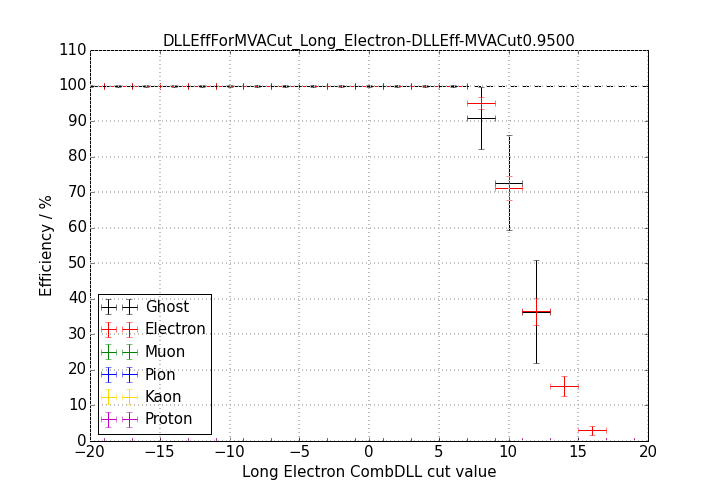 DLLEffForMVACut_Long_Electron-DLLEff-MVACut0.9500
110
100
90
80
70
60
50
40
30
20
10
0
Efficiency / %
Ghost
Electron
Muon
Pion
Kaon
Proton
−20 −15 −10 −5 0 5 10 15 20
Long Electron CombDLL cut value